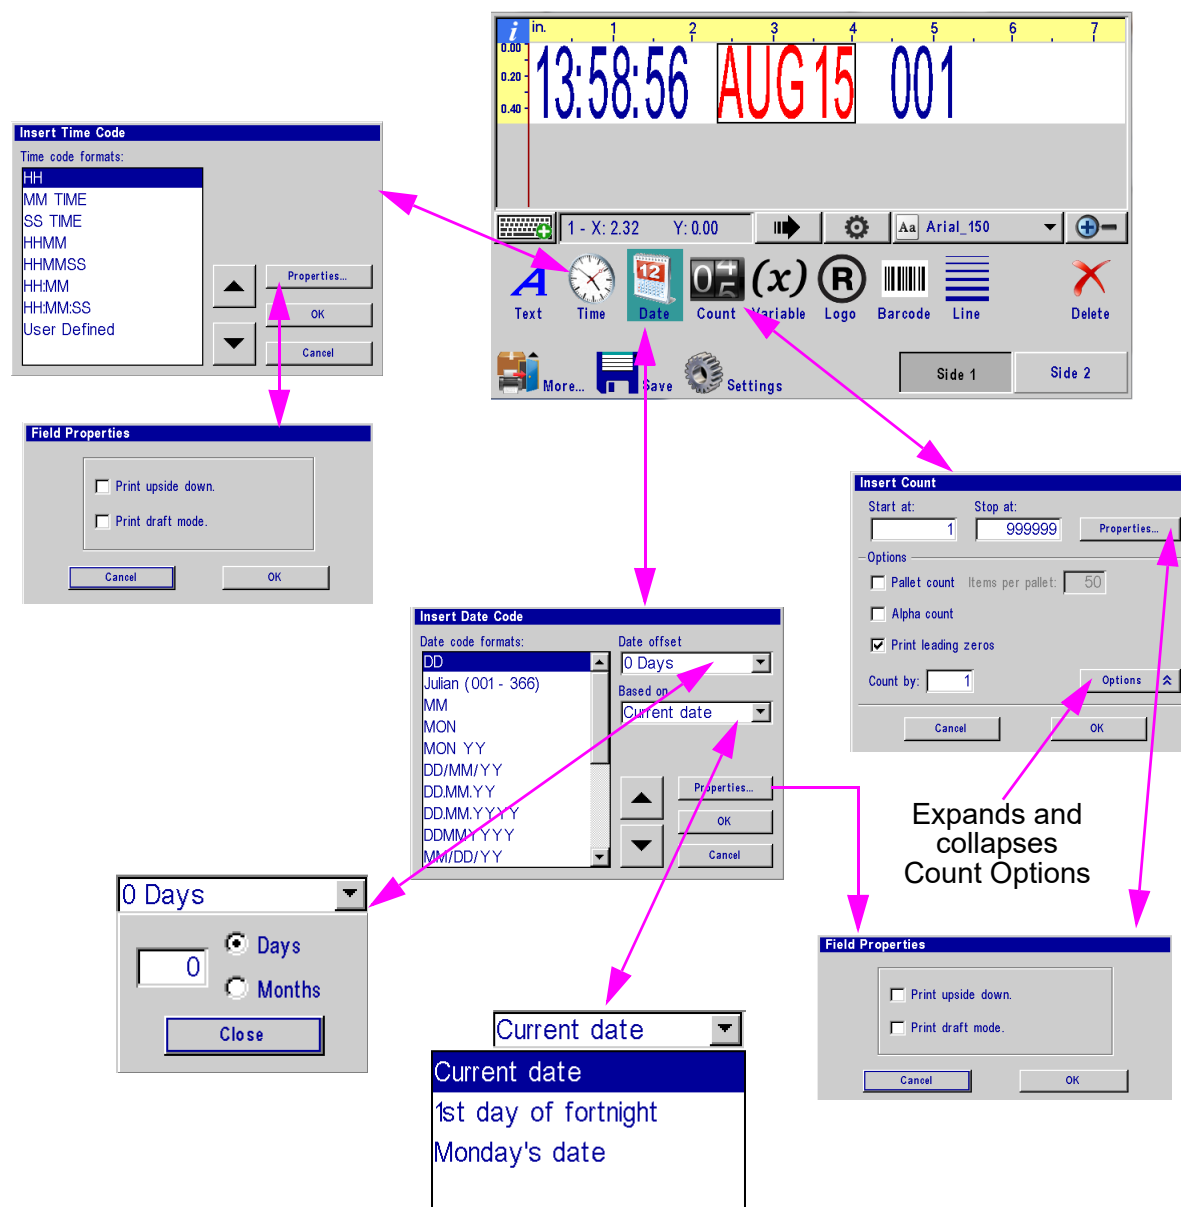 i in. 1 2 3 4 5 6 7
0.00
0.20
0.40
13:58:56 AUG 15 001
1 - X: 2.32 Y: 0.00 Aa Arial_150
Text Time Date Count Variable Logo Barcode Line Delete
More... Save Settings Side 1 Side 2
Insert Time Code
Time code formats:
HH
MM TIME
SS TIME
HHMM
HHMMSS
HH:MM
HH:MM:SS
User Defined
Properties...
OK
Cancel
Field Properties
Print upside down.
Print draft mode.
Cancel OK
Insert Count
Start at: Stop at:
1 999999 Properties...
Options
Pallet count Items per pallet: 50
Alpha count
Print leading zeros
Count by: 1 Options
Cancel OK
Expands and
collapses
Count Options
Insert Date Code
Date code formats:
DD
Julian (001 - 366)
MM
MON
MON YY
DD/MM/YY
DD.MM.YY
DD.MM.YYYY
DDMMYYYY
MM/DD/YY
Date offset
0 Days
Based on
Current date
Properties...
OK
Cancel
0 Days
0 Days
Months
Close
Current date
Current date
1st day of fortnight
Monday's date
Field Properties
Print upside down.
Print draft mode.
Cancel OK